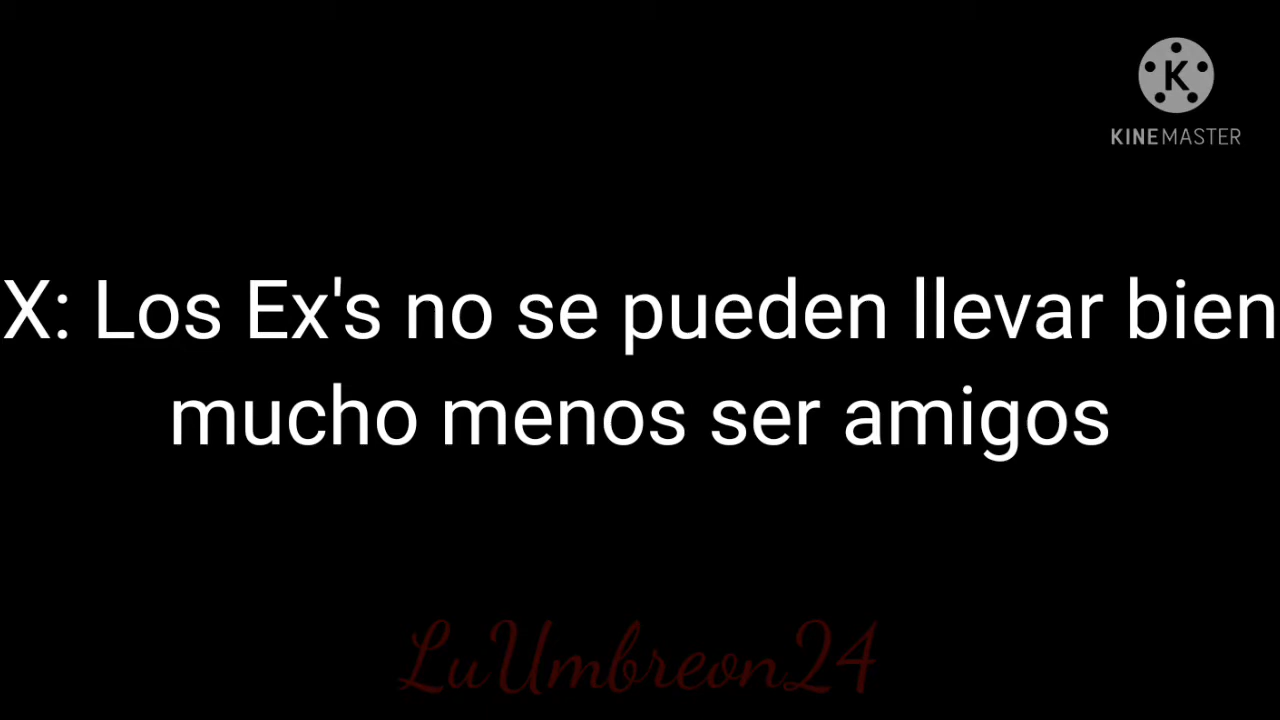 KINEMASTER
X: Los Ex's no se pueden llevar bien
mucho menos ser amigos
LuUmbreon24